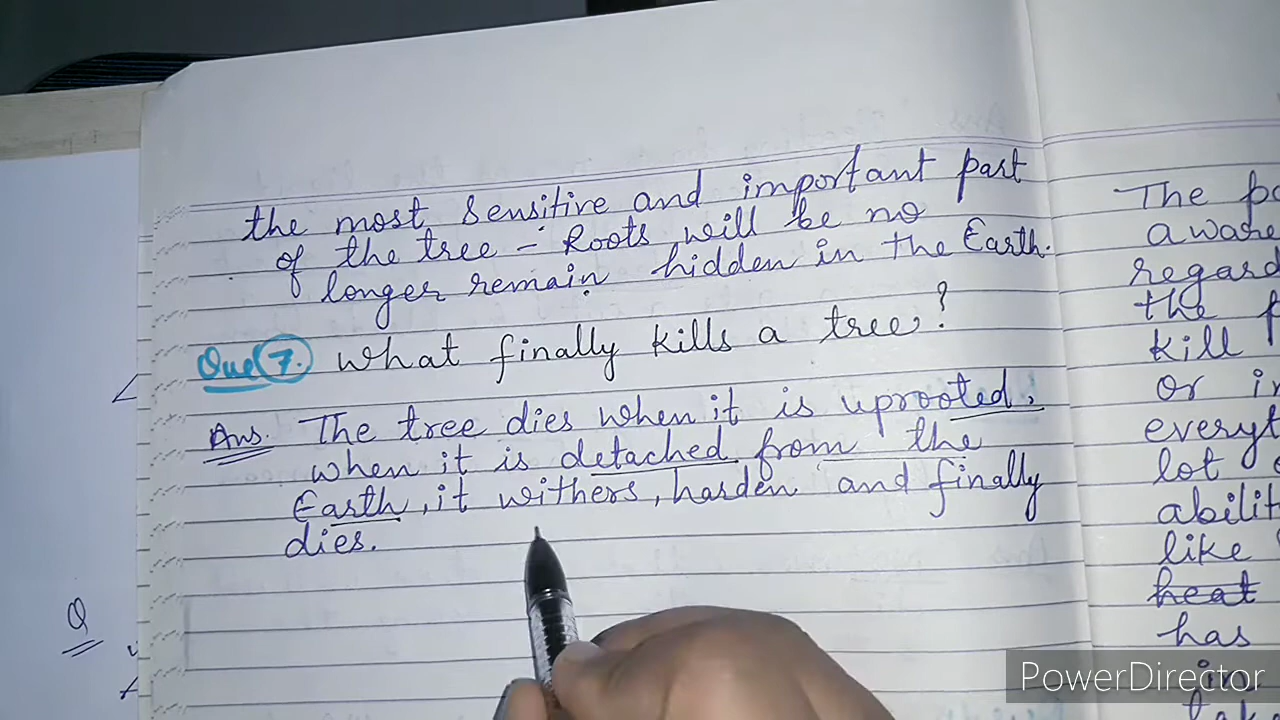 the most sensitive and important part
of the tree - Roots will be no
longer remain hidden in the Earth.
Que 7. What finally kills a tree?
Ans. The tree dies when it is uprooted,
when it is detached from the
Earth, it withers, harden and finally
dies.
Q
The
aware
regard
the
kill
or
everyt
lot
abilit
like
heat
has
in
take
PowerDirector